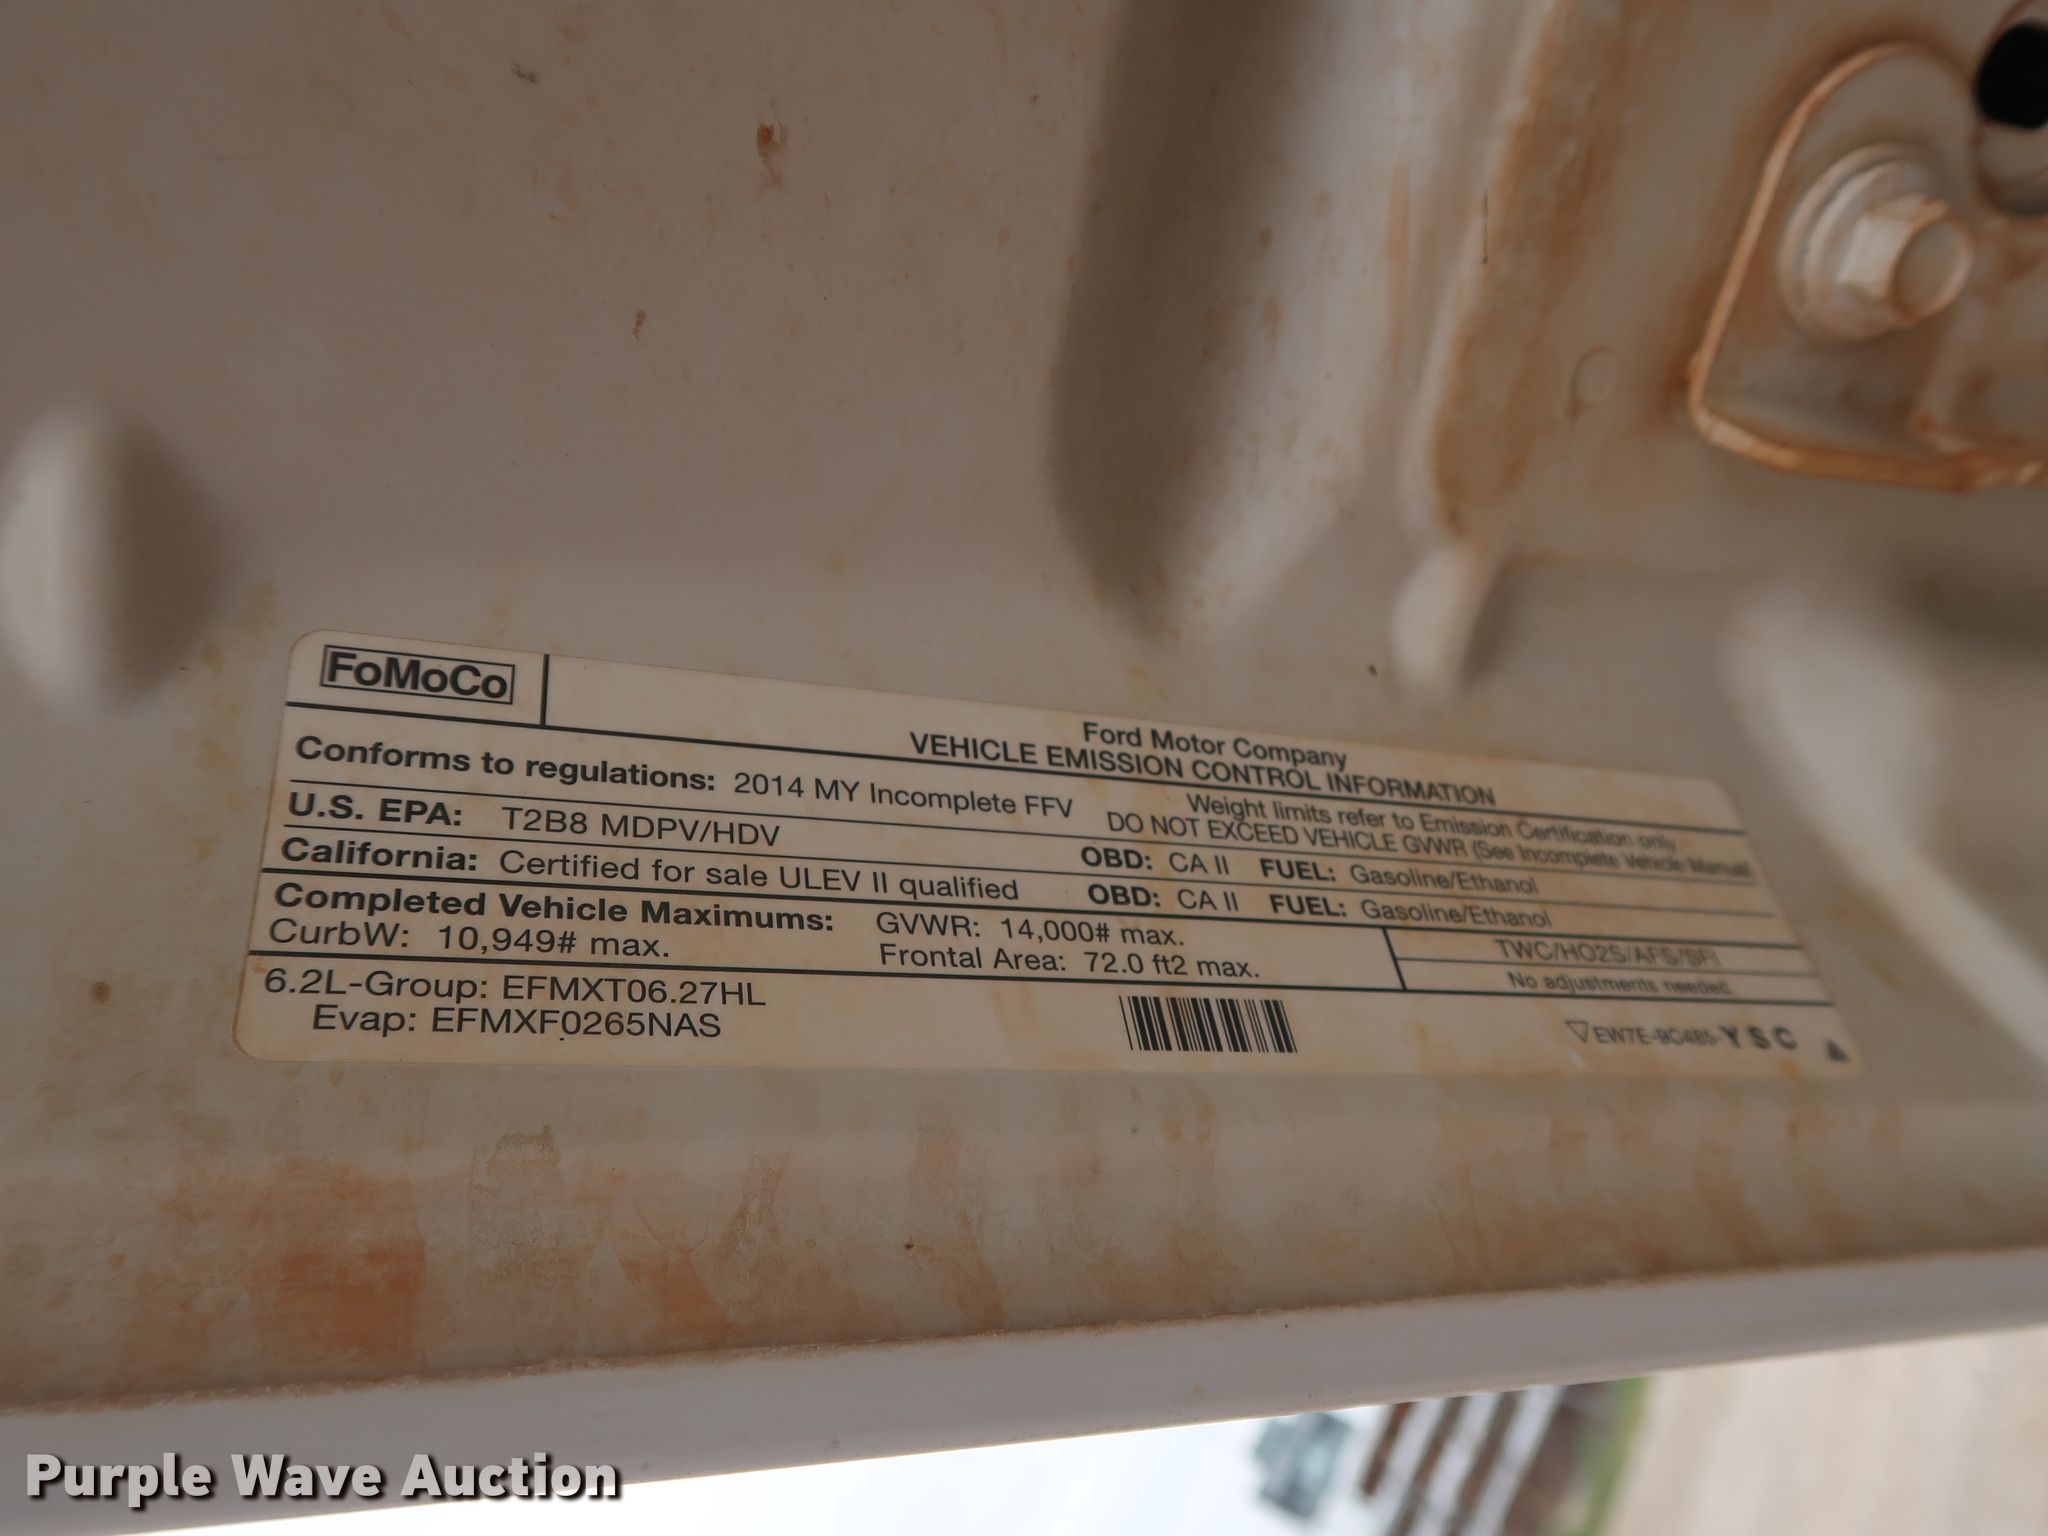 FoMoCo
Ford Motor Company
VEHICLE EMISSION CONTROL INFORMATION
Conforms to regulations: 2014 MY Incomplete FFV
Weight limits refer to Emission Certification only.
DO NOT EXCEED VEHICLE GVWR (See Incomplete Vehicle Manual)
U.S. EPA: T2B8 MDPV/HDV OBD: CA II FUEL: Gasoline/Ethanol
California: Certified for sale ULEV II qualified OBD: CA II FUEL: Gasoline/Ethanol
Completed Vehicle Maximums: GVWR: 14,000# max.
CurbW: 10,949# max. Frontal Area: 72.0 ft2 max.
TWC/HO2S/AFS/SFI
No adjustments needed.
6.2L-Group: EFMXT06.27HL
Evap: EFMXF0265NAS
EW7E-9C485-YSC
Purple Wave Auction